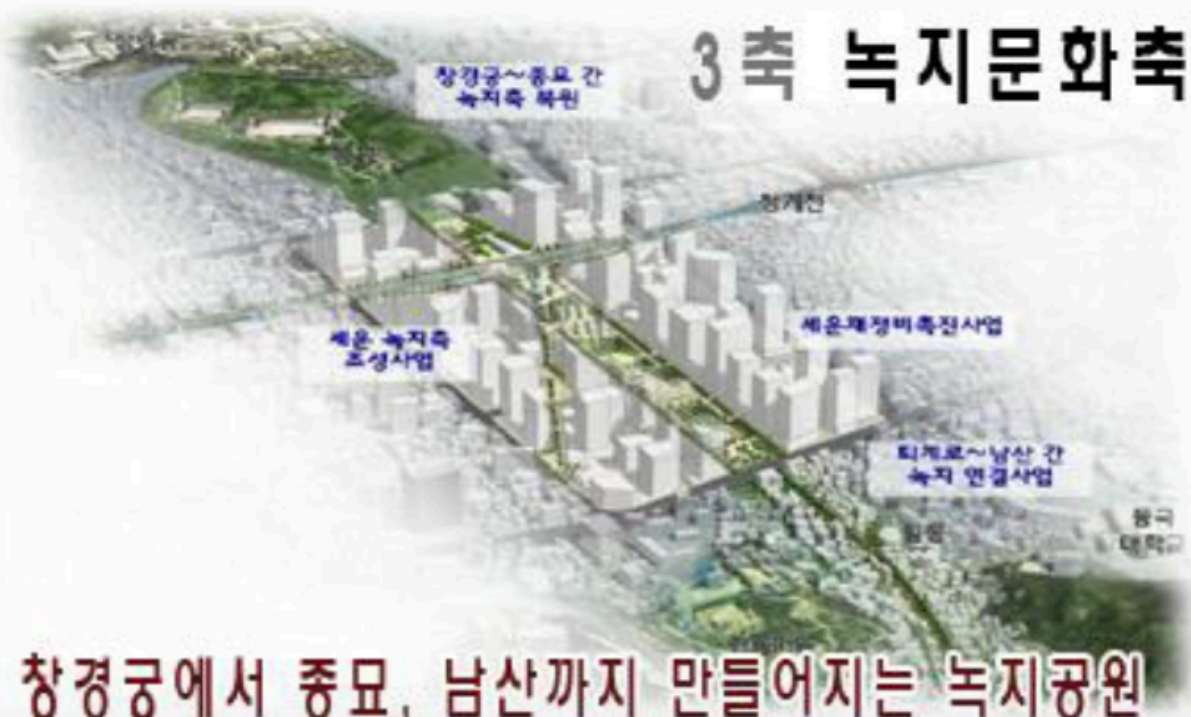 3축 녹지문화축
창경궁~종묘 간
녹지축 복원
청계천
세운 녹지축
조성사업
세운재정비촉진사업
퇴계로~남산 간
녹지 연결사업
필동
동국
대학교
창경궁에서 종묘, 남산까지 만들어지는 녹지공원